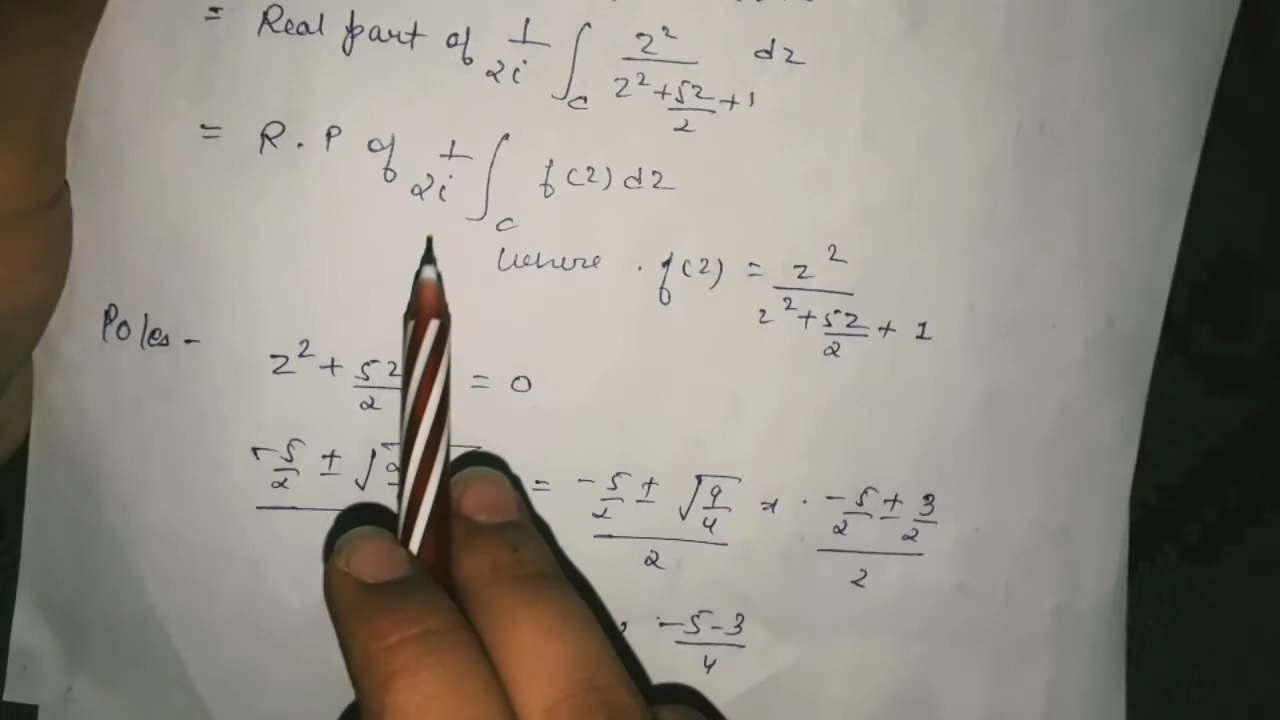 = Real part of 1/2i ∫_C z²/(z² + 5z/2 + 1) dz
= R.P of 1/2i ∫_C f(z) dz
where f(z) = z²/(z² + 5z/2 + 1)
Poles - z² + 5z/2 = 0
-5/2 ± √ = (-5/2 ± √(9/4))/2 (-5/2 ± 3/2)/2
, (-5-3)/4